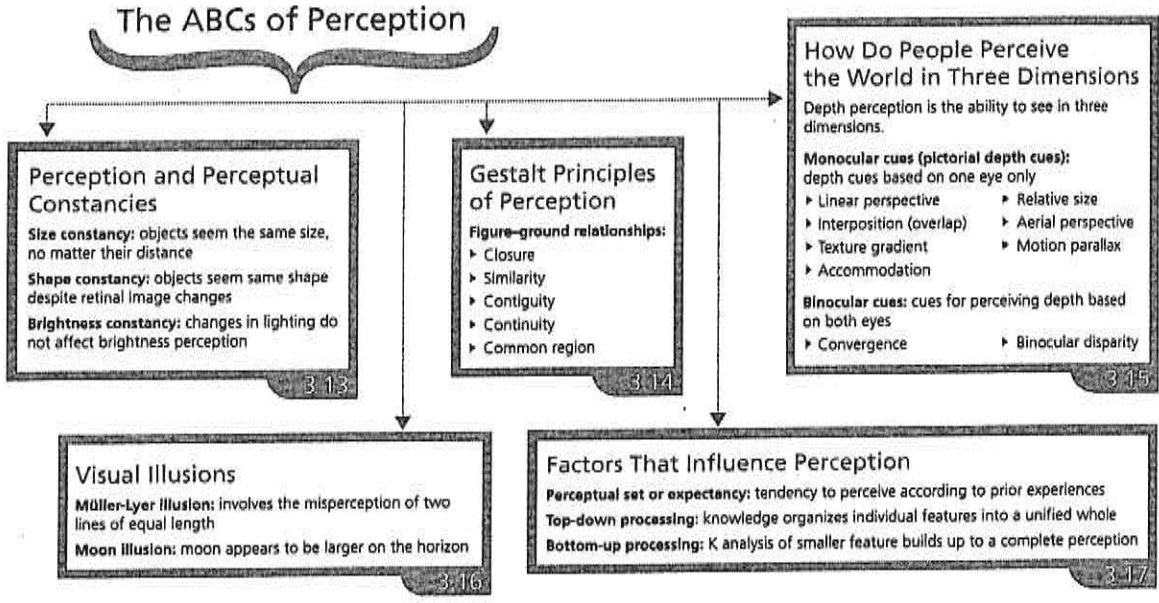 The ABCs of Perception
Perception and Perceptual
Constancies
Size constancy: objects seem the same size,
no matter their distance
Shape constancy: objects seem same shape
despite retinal image changes
Brightness constancy: changes in lighting do
not affect brightness perception
3.13
Gestalt Principles
of Perception
Figure–ground relationships:
▸ Closure
▸ Similarity
▸ Contiguity
▸ Continuity
▸ Common region
3.14
How Do People Perceive
the World in Three Dimensions
Depth perception is the ability to see in three
dimensions.
Monocular cues (pictorial depth cues):
depth cues based on one eye only
▸ Linear perspective
▸ Interposition (overlap)
▸ Texture gradient
▸ Accommodation
▸ Relative size
▸ Aerial perspective
▸ Motion parallax
Binocular cues: cues for perceiving depth based
on both eyes
▸ Convergence
▸ Binocular disparity
3.15
Visual Illusions
Müller-Lyer illusion: involves the misperception of two
lines of equal length
Moon illusion: moon appears to be larger on the horizon
3.16
Factors That Influence Perception
Perceptual set or expectancy: tendency to perceive according to prior experiences
Top-down processing: knowledge organizes individual features into a unified whole
Bottom-up processing: K analysis of smaller feature builds up to a complete perception
3.17